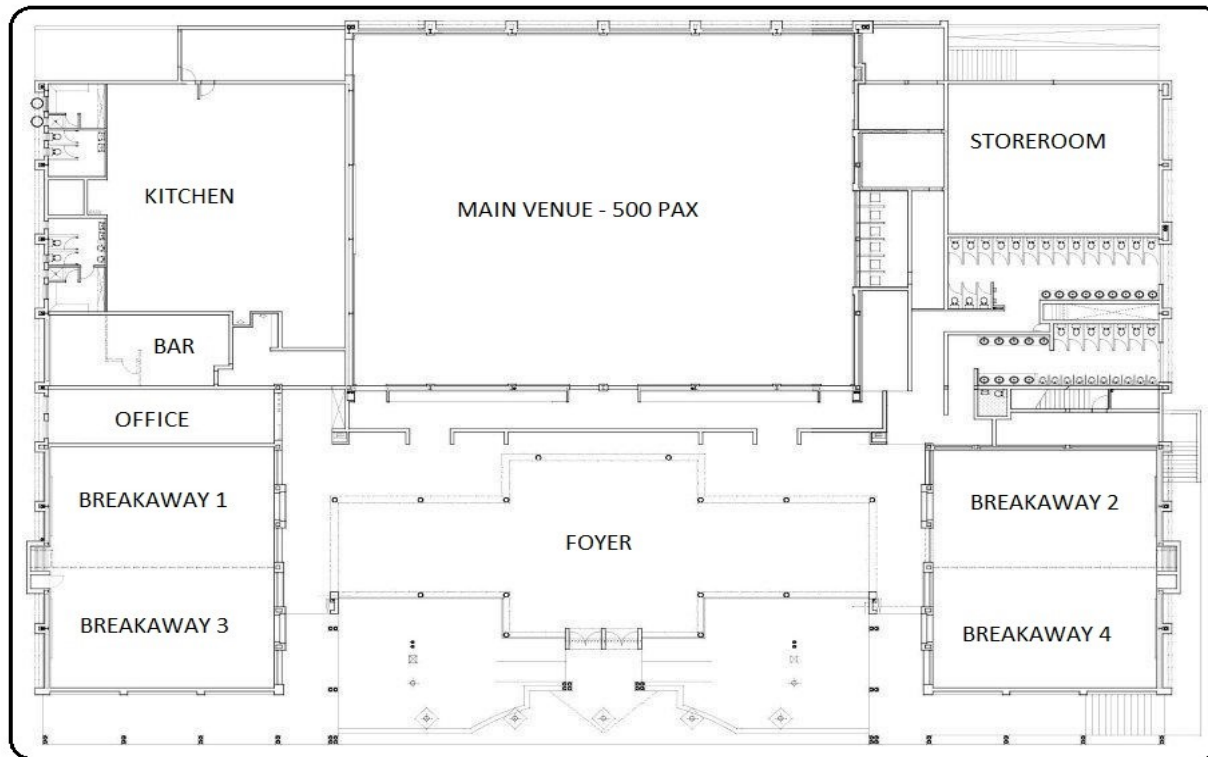 STOREROOM
KITCHEN
MAIN VENUE - 500 PAX
BAR
OFFICE
BREAKAWAY 1
BREAKAWAY 2
FOYER
BREAKAWAY 3
BREAKAWAY 4